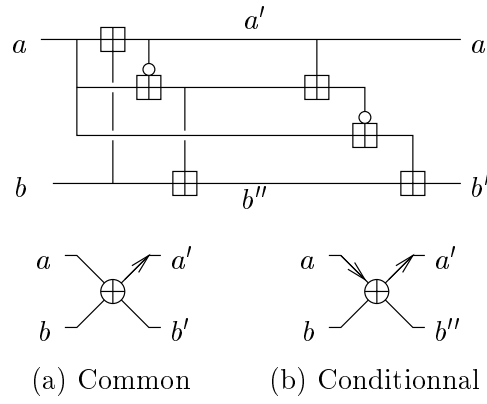 a a′ a
b b″ b′
a a′ a a′
b b′ b b″
(a) Common (b) Conditionnal